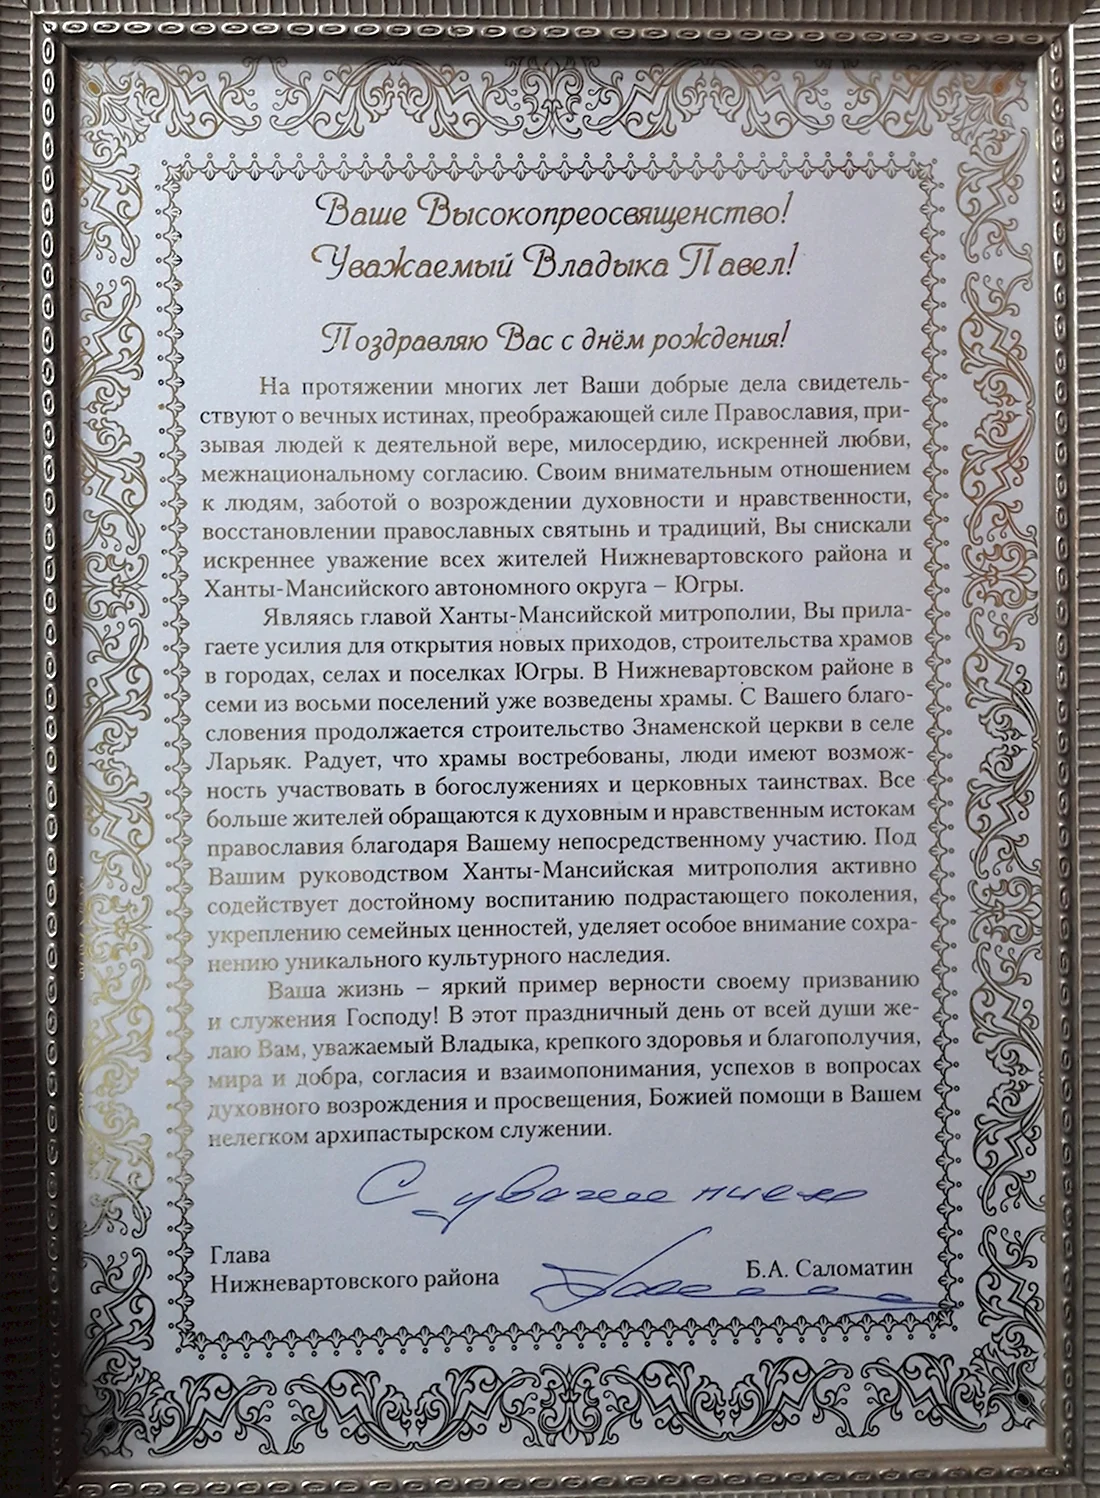 Ваше Высокопреосвященство!
Уважаемый Владыка Павел!
Поздравляю Вас с днём рождения!
На протяжении многих лет Ваши добрые дела свидетель-
ствуют о вечных истинах, преображающей силе Православия, при-
зывая людей к деятельной вере, милосердию, искренней любви,
межнациональному согласию. Своим внимательным отношением
к людям, заботой о возрождении духовности и нравственности,
восстановлении православных святынь и традиций, Вы снискали
искреннее уважение всех жителей Нижневартовского района и
Ханты-Мансийского автономного округа – Югры.
Являясь главой Ханты-Мансийской митрополии, Вы прила-
гаете усилия для открытия новых приходов, строительства храмов
в городах, селах и поселках Югры. В Нижневартовском районе в
семи из восьми поселений уже возведены храмы. С Вашего благо-
словения продолжается строительство Знаменской церкви в селе
Ларьяк. Радует, что храмы востребованы, люди имеют возмож-
ность участвовать в богослужениях и церковных таинствах. Все
больше жителей обращаются к духовным и нравственным истокам
православия благодаря Вашему непосредственному участию. Под
Вашим руководством Ханты-Мансийская митрополия активно
содействует достойному воспитанию подрастающего поколения,
укреплению семейных ценностей, уделяет особое внимание сохра-
нению уникального культурного наследия.
Ваша жизнь – яркий пример верности своему призванию
и служения Господу! В этот праздничный день от всей души же-
лаю Вам, уважаемый Владыка, крепкого здоровья и благополучия,
мира и добра, согласия и взаимопонимания, успехов в вопросах
духовного возрождения и просвещения, Божией помощи в Вашем
нелегком архипастырском служении.
С уважением
Глава
Нижневартовского района
Б.А. Саломатин